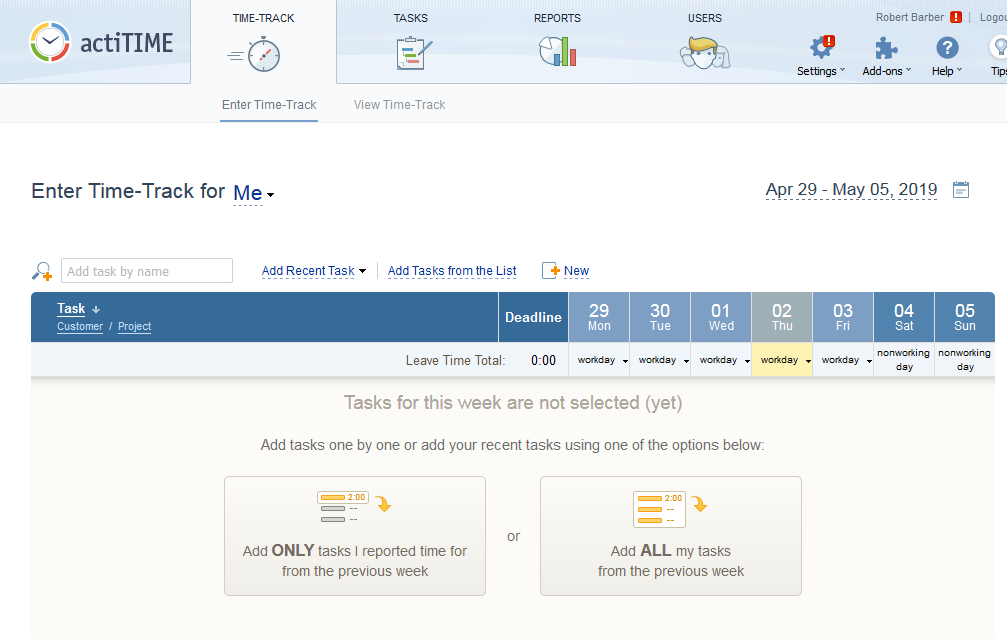 actiTIME
TIME-TRACK
TASKS
REPORTS
USERS
Robert Barber ! | Logou
Settings
Add-ons
Help
Tips
Enter Time-Track
View Time-Track
Enter Time-Track for Me
Apr 29 - May 05, 2019
Add task by name
Add Recent Task
Add Tasks from the List
New
Task
Customer / Project
Deadline
29 Mon
30 Tue
01 Wed
02 Thu
03 Fri
04 Sat
05 Sun
Leave Time Total: 0:00
workday
workday
workday
workday
workday
nonworking
day
nonworking
day
Tasks for this week are not selected (yet)
Add tasks one by one or add your recent tasks using one of the options below:
2:00
--
--
Add ONLY tasks I reported time for
from the previous week
or
2:00
--
--
Add ALL my tasks
from the previous week